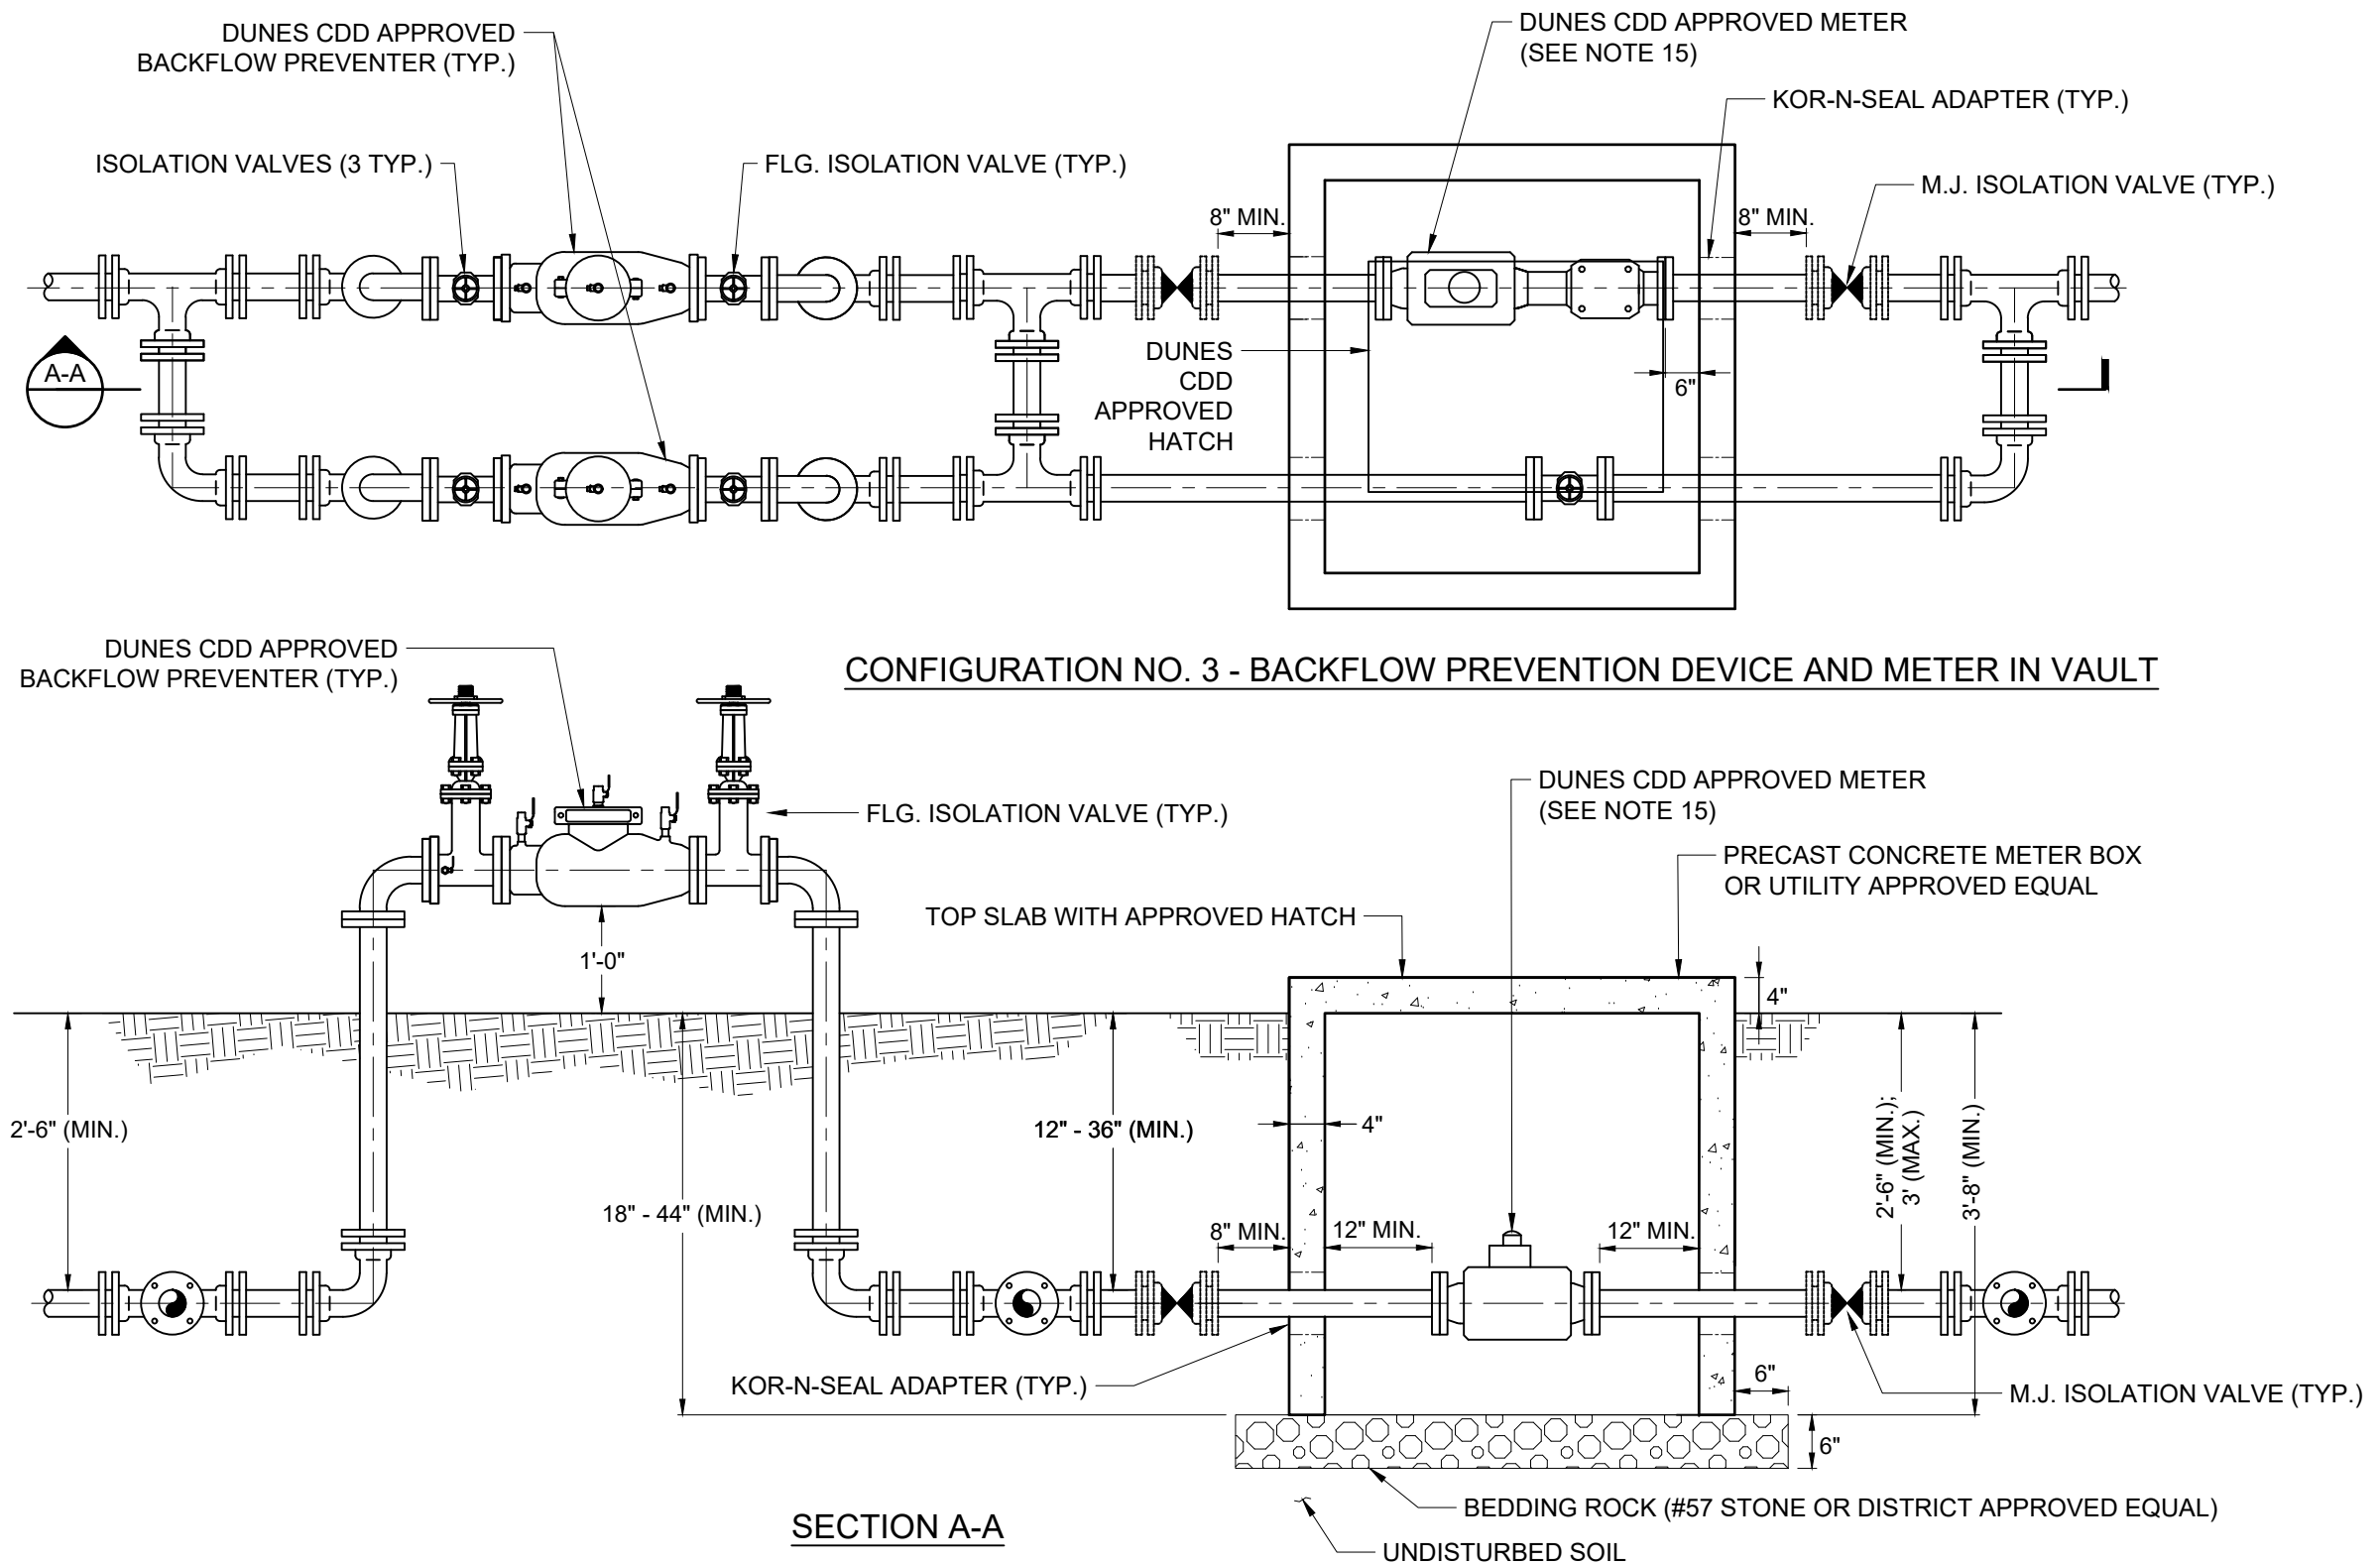 DUNES CDD APPROVED
BACKFLOW PREVENTER (TYP.)
DUNES CDD APPROVED METER
(SEE NOTE 15)
KOR-N-SEAL ADAPTER (TYP.)
ISOLATION VALVES (3 TYP.)
FLG. ISOLATION VALVE (TYP.)
M.J. ISOLATION VALVE (TYP.)
8" MIN.
8" MIN.
A-A
DUNES
CDD
APPROVED
HATCH
6"
CONFIGURATION NO. 3 - BACKFLOW PREVENTION DEVICE AND METER IN VAULT
DUNES CDD APPROVED
BACKFLOW PREVENTER (TYP.)
FLG. ISOLATION VALVE (TYP.)
DUNES CDD APPROVED METER
(SEE NOTE 15)
PRECAST CONCRETE METER BOX
OR UTILITY APPROVED EQUAL
TOP SLAB WITH APPROVED HATCH
1'-0"
4"
2'-6" (MIN.)
12" - 36" (MIN.)
4"
2'-6" (MIN.);
3' (MAX.)
3'-8" (MIN.)
18" - 44" (MIN.)
8" MIN.
12" MIN.
12" MIN.
KOR-N-SEAL ADAPTER (TYP.)
6"
M.J. ISOLATION VALVE (TYP.)
6"
BEDDING ROCK (#57 STONE OR DISTRICT APPROVED EQUAL)
SECTION A-A
UNDISTURBED SOIL